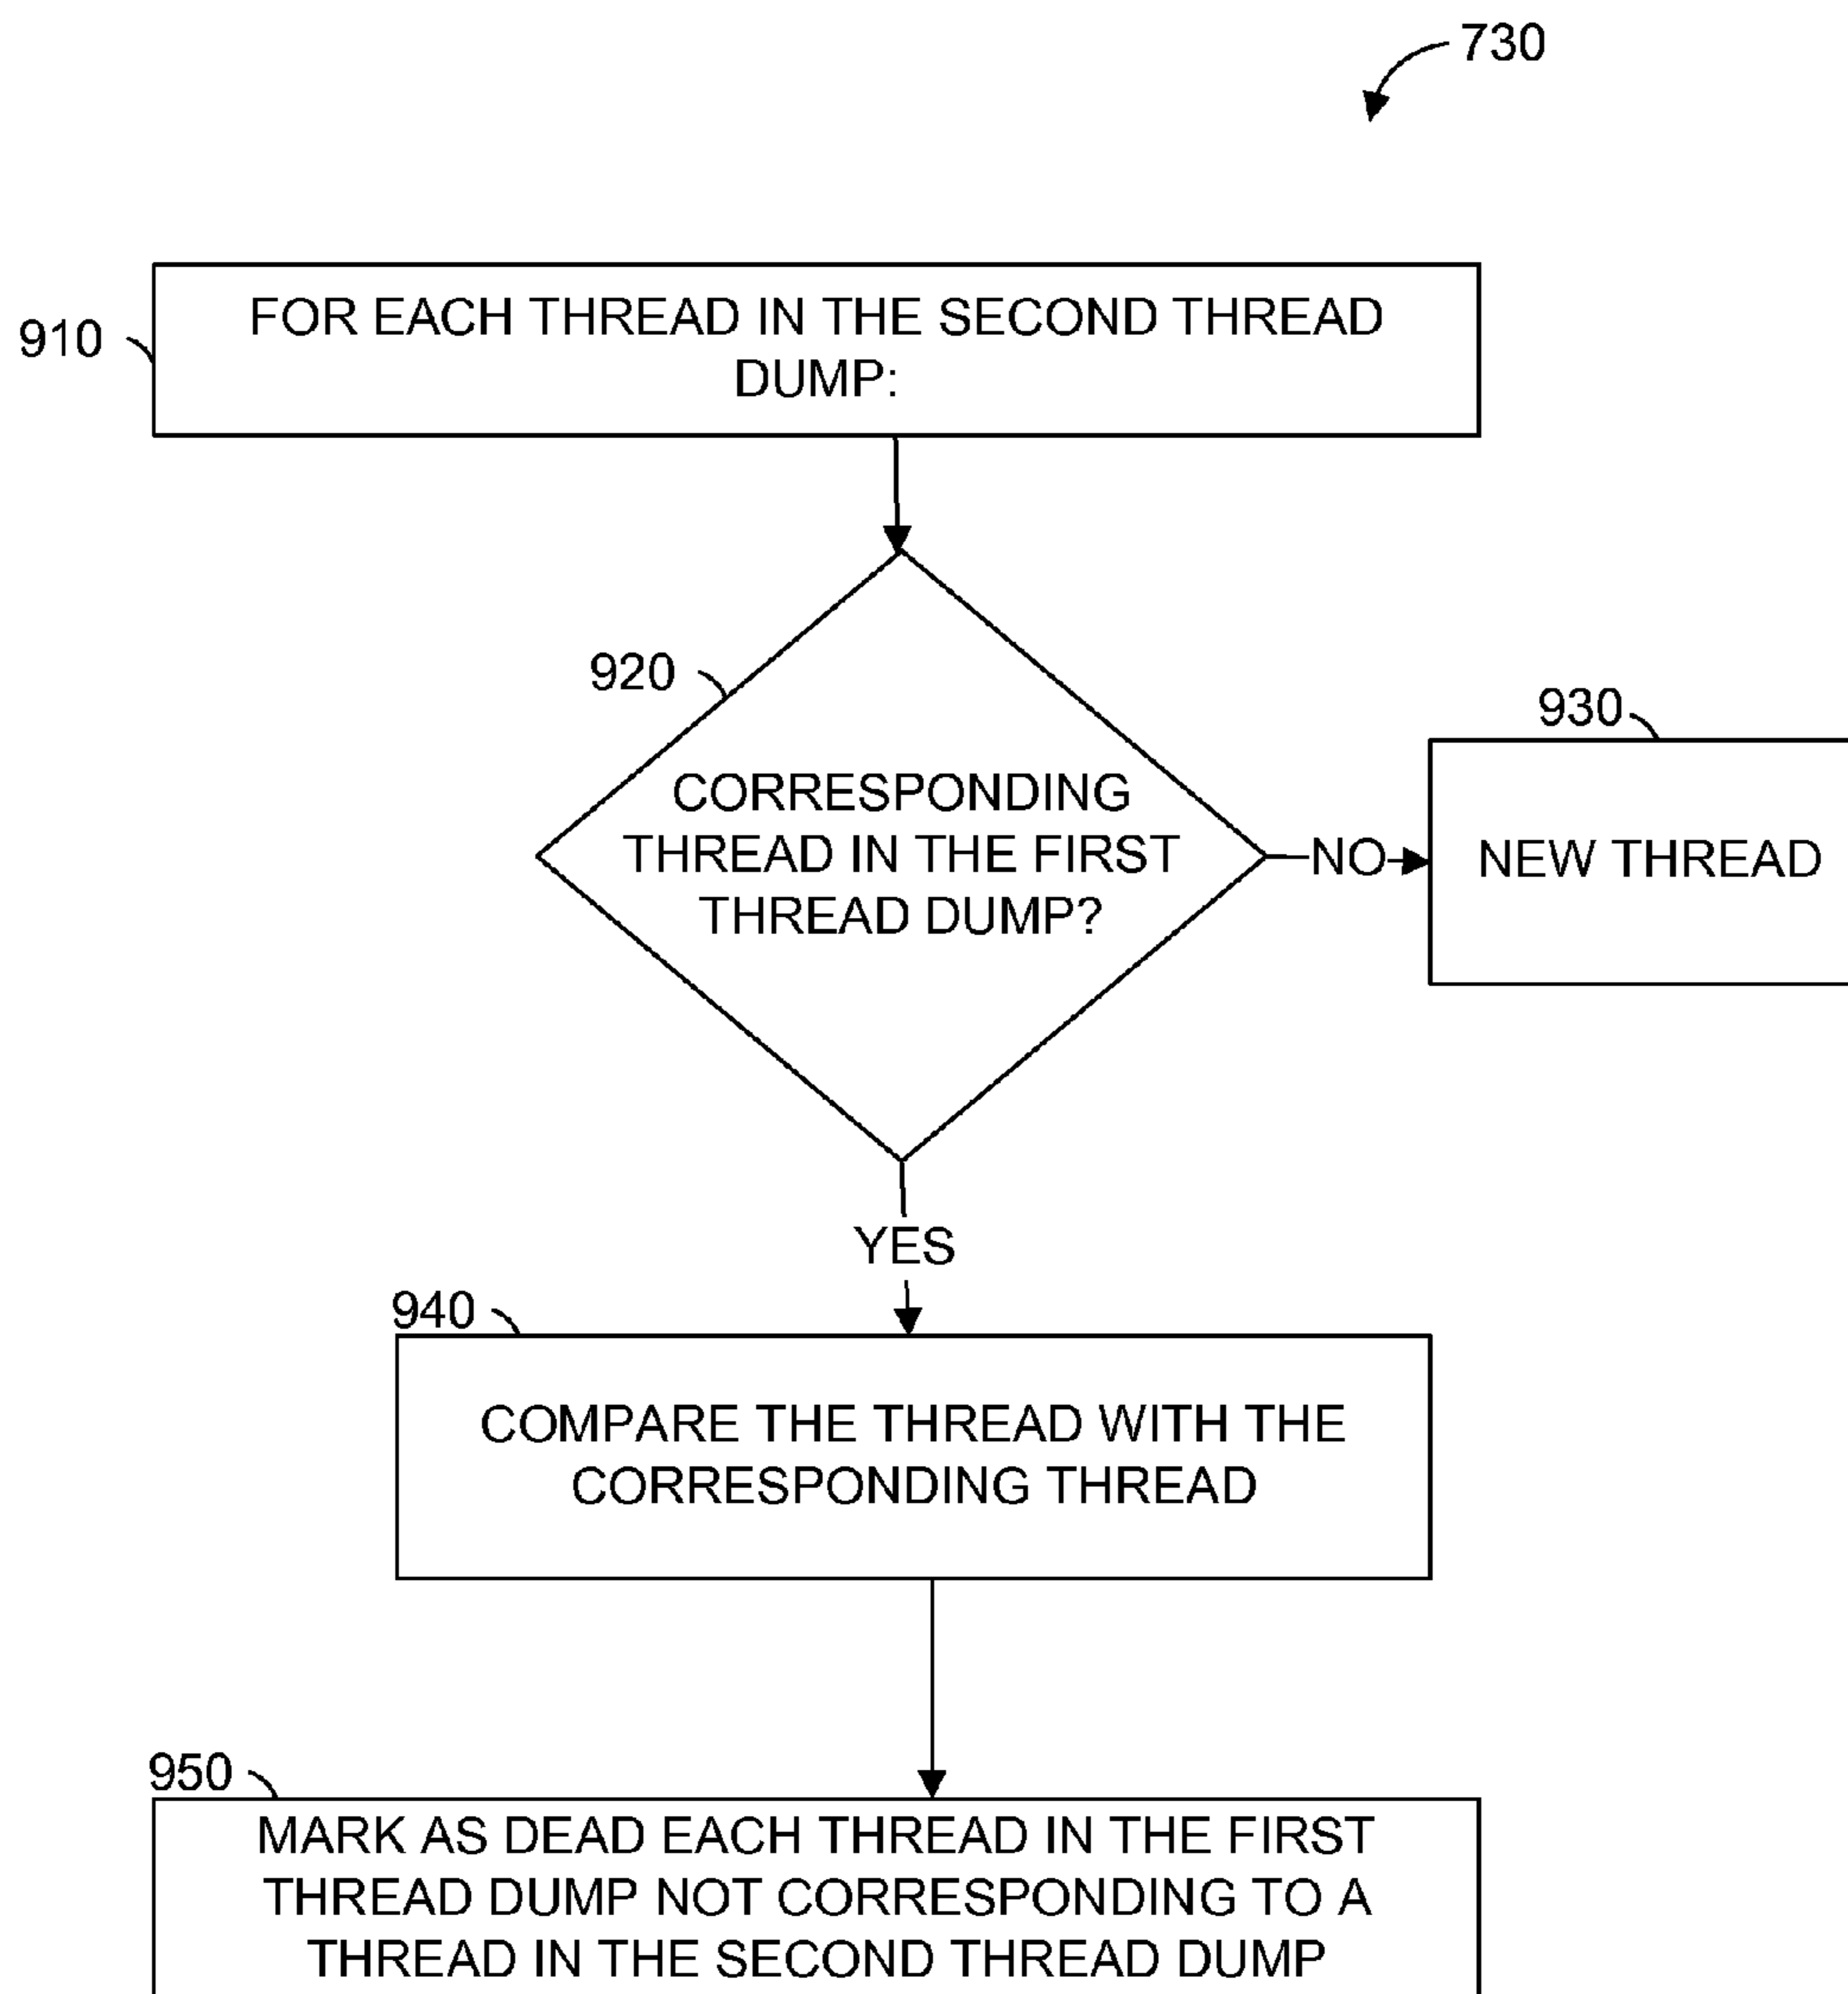 730
910
FOR EACH THREAD IN THE SECOND THREAD
DUMP:
920
CORRESPONDING
THREAD IN THE FIRST
THREAD DUMP?
NO
930
NEW THREAD
YES
940
COMPARE THE THREAD WITH THE
CORRESPONDING THREAD
950
MARK AS DEAD EACH THREAD IN THE FIRST
THREAD DUMP NOT CORRESPONDING TO A
THREAD IN THE SECOND THREAD DUMP